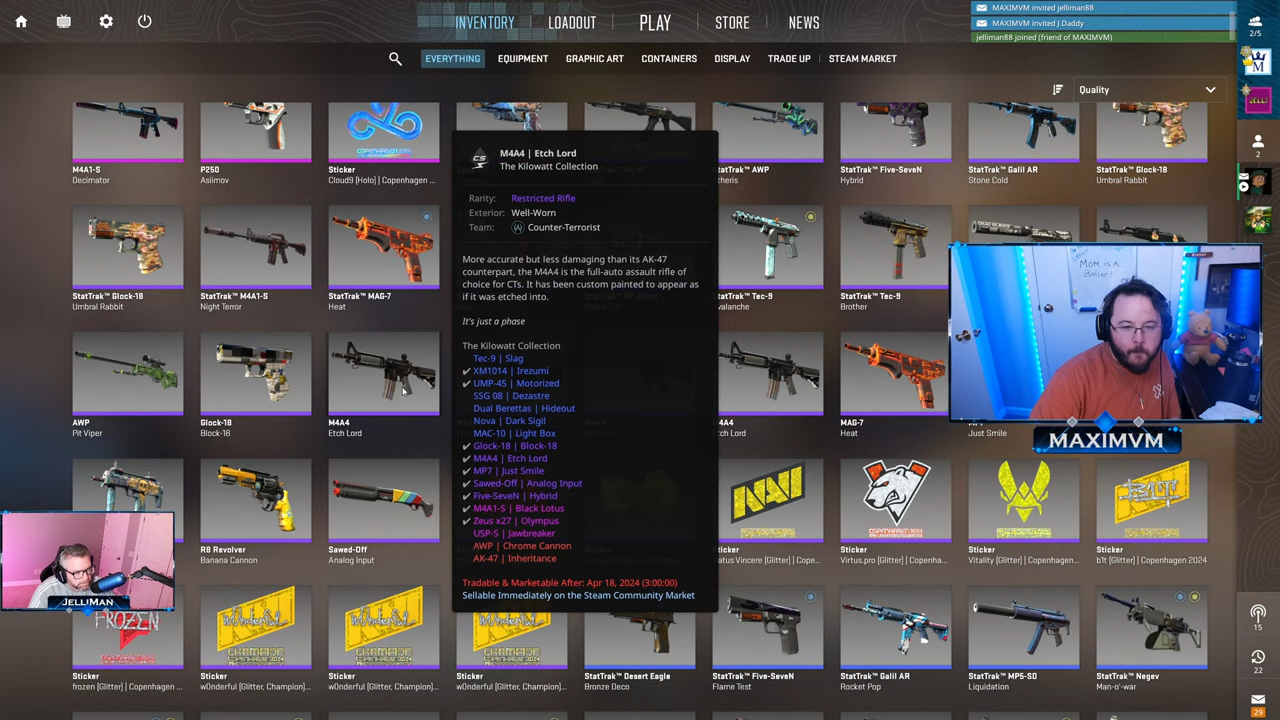 INVENTORY
LOADOUT
PLAY
STORE
NEWS
MAXIMVM invited jelliman88
MAXIMVM invited J Daddy
jelliman88 joined (friend of MAXIMVM)
2/5
EVERYTHING
EQUIPMENT
GRAPHIC ART
CONTAINERS
DISPLAY
TRADE UP
STEAM MARKET
Quality
M4A1-S
Decimator
P250
Asiimov
Sticker
Cloud9 (Holo) | Copenhagen ...
StatTrak™ AWP
StatTrak™ Five-SeveN
Hybrid
StatTrak™ Galil AR
Stone Cold
StatTrak™ Glock-18
Umbral Rabbit
M4A4 | Etch Lord
The Kilowatt Collection
Rarity: Restricted Rifle
Exterior: Well-Worn
Team: Counter-Terrorist
More accurate but less damaging than its AK-47
counterpart, the M4A4 is the full-auto assault rifle of
choice for CTs. It has been custom painted to appear as
if it was etched into.
It's just a phase
The Kilowatt Collection
Tec-9 | Slag
✔ XM1014 | Irezumi
✔ UMP-45 | Motorized
SSG 08 | Dezastre
Dual Berettas | Hideout
Nova | Dark Sigil
MAC-10 | Light Box
✔ Glock-18 | Block-18
✔ M4A4 | Etch Lord
✔ MP7 | Just Smile
✔ Sawed-Off | Analog Input
✔ Five-SeveN | Hybrid
✔ M4A1-S | Black Lotus
✔ Zeus x27 | Olympus
USP-S | Jawbreaker
AWP | Chrome Cannon
AK-47 | Inheritance
Tradable & Marketable After: Apr 18, 2024 (3:00:00)
Sellable Immediately on the Steam Community Market
StatTrak™ Glock-18
Umbral Rabbit
StatTrak™ M4A1-S
Night Terror
StatTrak™ MAG-7
Heat
Tec-9
StatTrak™ Tec-9
Brother
Mom is A
Baller!
AWP
Pit Viper
Glock-18
Block-18
M4A4
Etch Lord
MAG-7
Heat
Just Smile
MAXIMVM
R8 Revolver
Banana Cannon
Sawed-Off
Analog Input
NAVI
Sticker
Sticker
Virtus.pro (Glitter) | Copenh...
Sticker
Vitality (Glitter) | Copenhagen...
Sticker
b1t (Glitter) | Copenhagen 2024
JELLIMAN
FROZEN
Sticker
frozen (Glitter) | Copenhagen ...
Sticker
w0nderful (Glitter, Champion)...
Sticker
w0nderful (Glitter, Champion)...
Sticker
w0nderful (Glitter, Champion)...
StatTrak™ Desert Eagle
Bronze Deco
StatTrak™ Five-SeveN
Flame Test
StatTrak™ Galil AR
Rocket Pop
StatTrak™ MP5-SD
Liquidation
StatTrak™ Negev
Man-o'-war
2
15
22
29